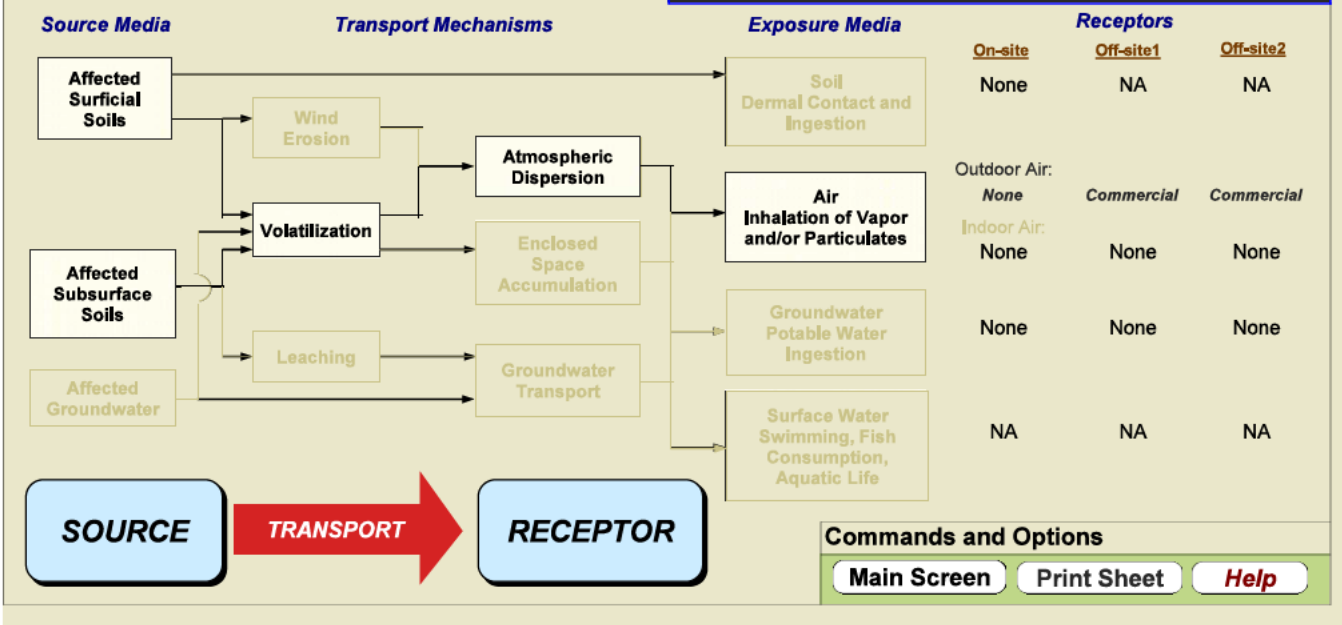 Source Media
Transport Mechanisms
Exposure Media
Receptors
On-site
Off-site1
Off-site2
Affected
Surficial
Soils
Wind
Erosion
Soil
Dermal Contact and
Ingestion
None
NA
NA
Atmospheric
Dispersion
Air
Inhalation of Vapor
and/or Particulates
Outdoor Air:
None
Commercial
Commercial
Indoor Air:
None
None
None
Volatilization
Enclosed
Space
Accumulation
Affected
Subsurface
Soils
Groundwater
Potable Water
Ingestion
None
None
None
Leaching
Groundwater
Transport
Affected
Groundwater
Surface Water
Swimming, Fish
Consumption,
Aquatic Life
NA
NA
NA
SOURCE
TRANSPORT
RECEPTOR
Commands and Options
Main Screen
Print Sheet
Help